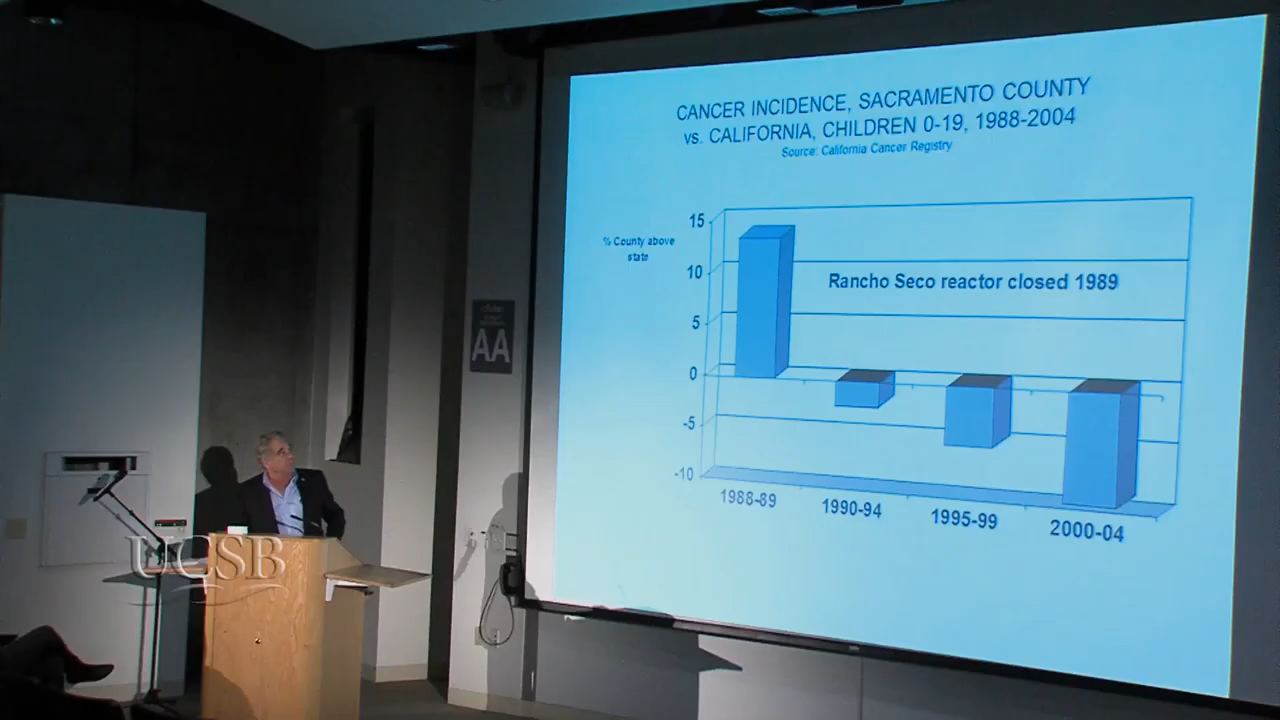 CANCER INCIDENCE, SACRAMENTO COUNTY
vs. CALIFORNIA, CHILDREN 0-19, 1988-2004
Source: California Cancer Registry
% County above
state
15
10
5
0
-5
-10
Rancho Seco reactor closed 1989
1988-89
1990-94
1995-99
2000-04
AA
UCSB